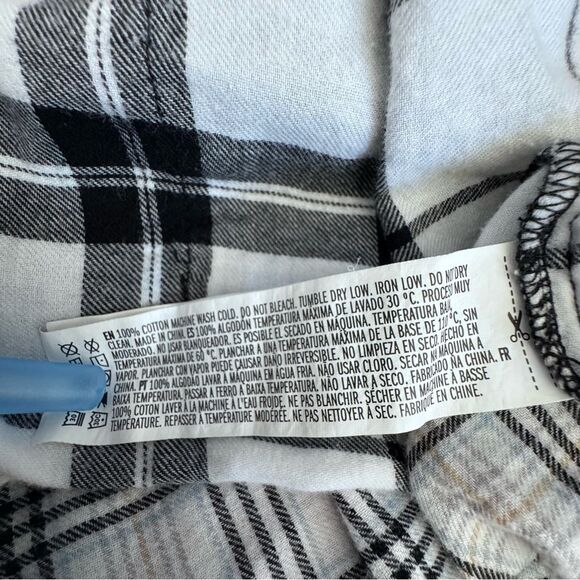 EN 100% COTTON MACHINE WASH COLD. DO NOT BLEACH. TUMBLE DRY LOW. IRON LOW. DO NOT DRY
CLEAN. MADE IN CHINA ES 100% ALGODÓN TEMPERATURA MÁXIMA DE LAVADO 30 ºC. PROCESO MUY
MODERADO. NO USAR BLANQUEADOR. ES POSIBLE EL SECADO EN MÁQUINA. TEMPERATURA BAJA,
TEMPERATURA MÁXIMA DE 60 ºC. PLANCHAR A UNA TEMPERATURA MÁXIMA DE LA BASE DE 110 ºC, SIN
VAPOR. PLANCHAR CON VAPOR PUEDE CAUSAR DAÑO IRREVERSIBLE. NO LIMPIEZA EN SECO. HECHO EN
CHINA. PT 100% ALGODÃO LAVAR A MÁQUINA EM ÁGUA FRIA. NÃO USAR CLORO. SECAR NA MÁQUINA A
BAIXA TEMPERATURA. PASSAR A FERRO À BAIXA TEMPERATURA. NÃO LAVAR A SECO. FABRICADO NA CHINA. FR
100% COTON LAVER À LA MACHINE À L'EAU FROIDE. NE PAS BLANCHIR. SÉCHER EN MACHINE À BASSE
TEMPÉRATURE. REPASSER À TEMPÉRATURE MODÉRÉE. NE PAS NETTOYER À SEC. FABRIQUÉ EN CHINE.